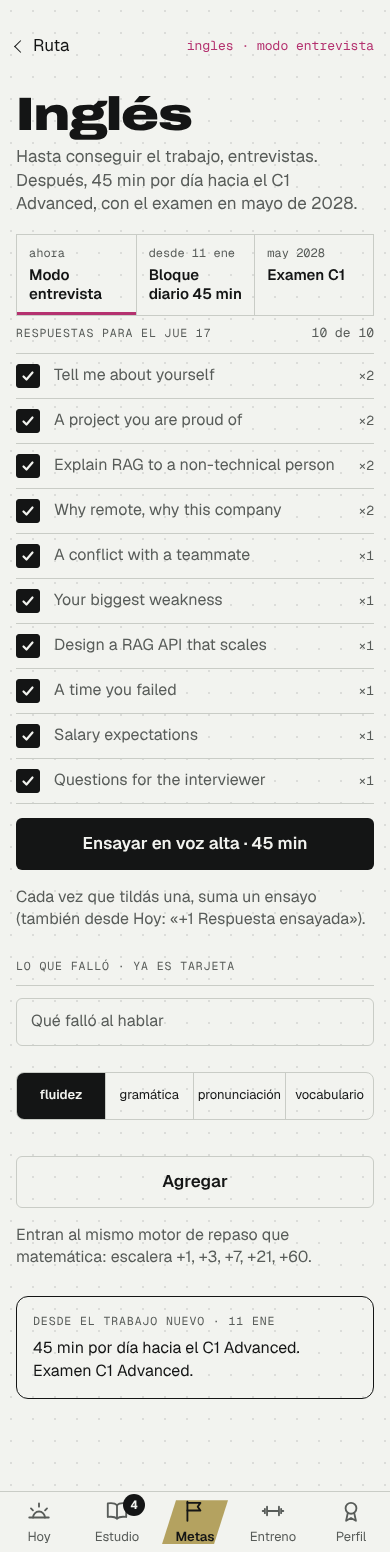 Ruta
ingles · modo entrevista
Inglés
Hasta conseguir el trabajo, entrevistas.
Después, 45 min por día hacia el C1
Advanced, con el examen en mayo de 2028.
ahora
Modo
entrevista
desde 11 ene
Bloque
diario 45 min
may 2028
Examen C1
RESPUESTAS PARA EL JUE 17
10 de 10
Tell me about yourself ×2
A project you are proud of ×2
Explain RAG to a non-technical person ×2
Why remote, why this company ×2
A conflict with a teammate ×1
Your biggest weakness ×1
Design a RAG API that scales ×1
A time you failed ×1
Salary expectations ×1
Questions for the interviewer ×1
Ensayar en voz alta · 45 min
Cada vez que tildás una, suma un ensayo
(también desde Hoy: «+1 Respuesta ensayada»).
LO QUE FALLÓ · YA ES TARJETA
Qué falló al hablar
fluidez gramática pronunciación vocabulario
Agregar
Entran al mismo motor de repaso que
matemática: escalera +1, +3, +7, +21, +60.
DESDE EL TRABAJO NUEVO · 11 ENE
45 min por día hacia el C1 Advanced.
Examen C1 Advanced.
4
Hoy Estudio Metas Entreno Perfil